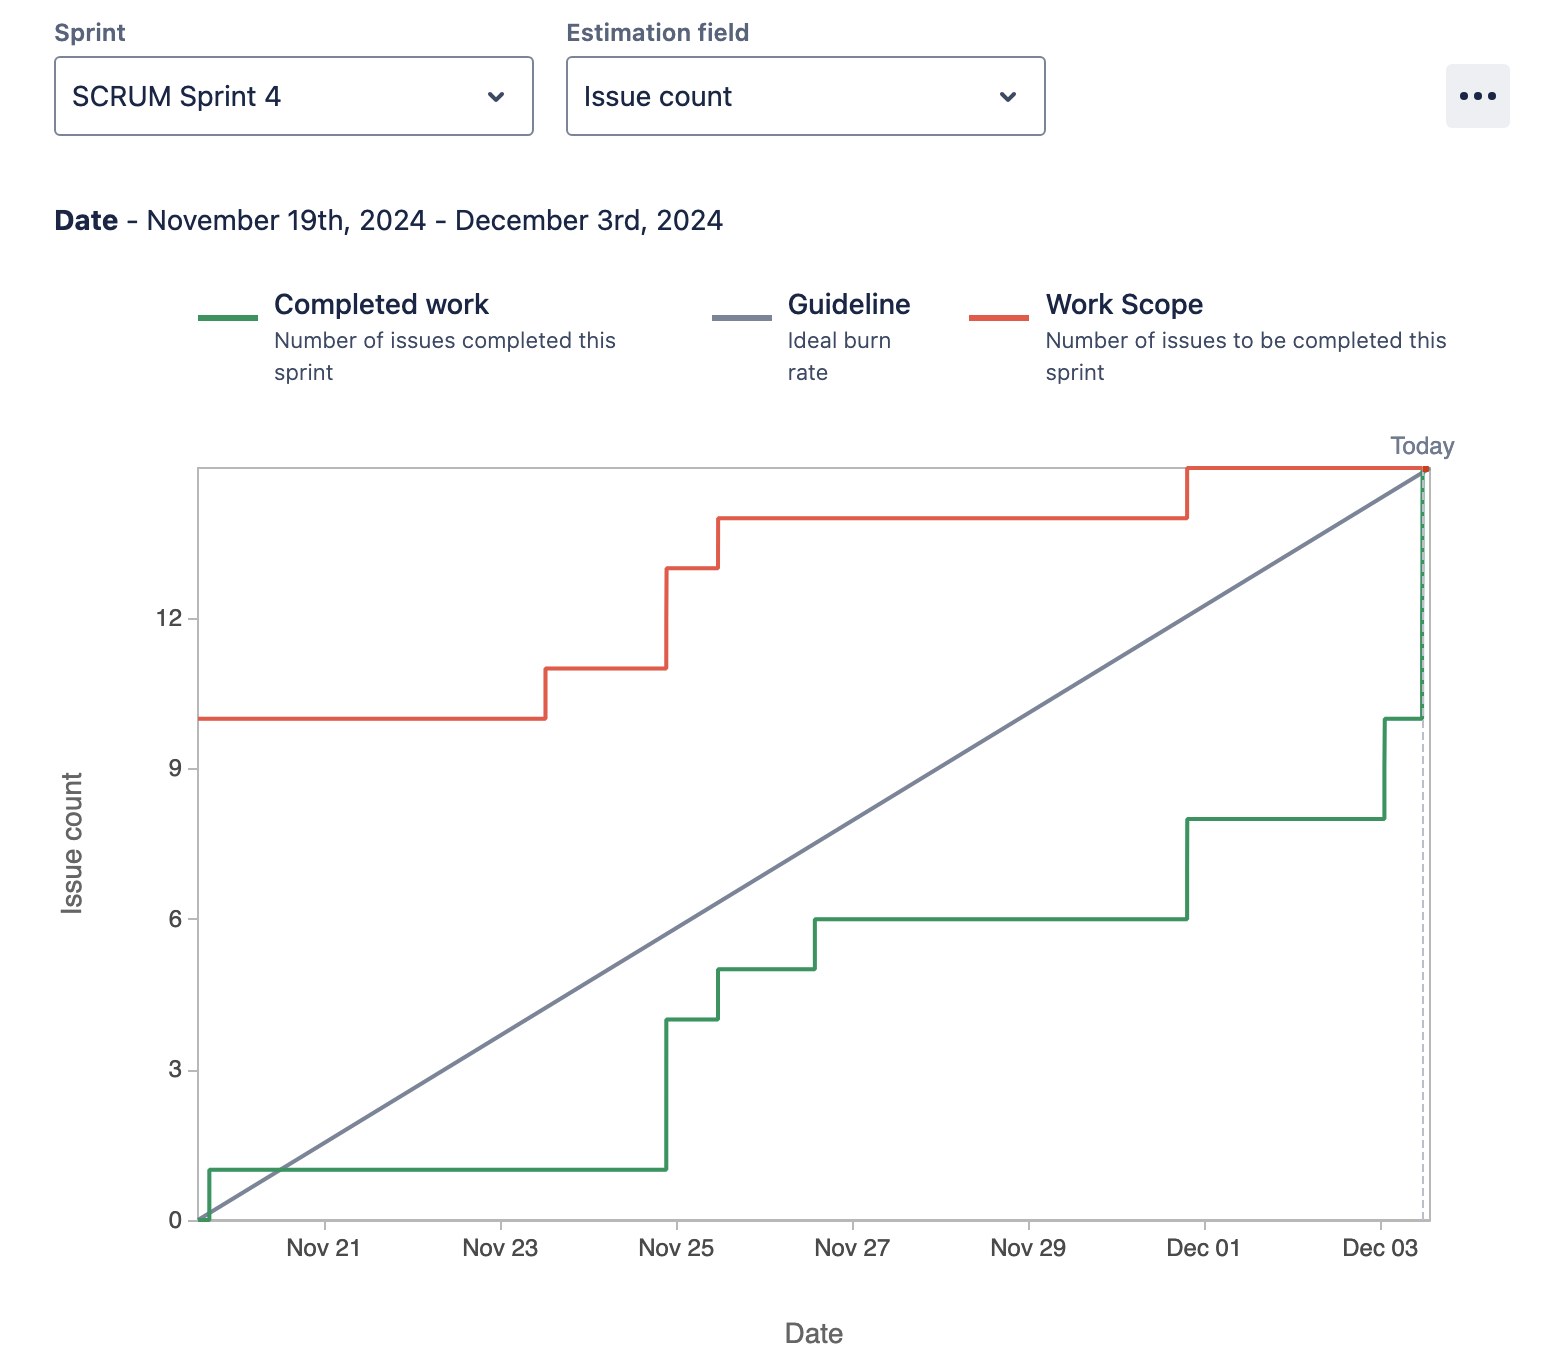 Sprint
Estimation field
SCRUM Sprint 4
Issue count
Date - November 19th, 2024 - December 3rd, 2024
Completed work
Number of issues completed this
sprint
Guideline
Ideal burn
rate
Work Scope
Number of issues to be completed this
sprint
Today
12
9
6
3
0
Issue count
Nov 21
Nov 23
Nov 25
Nov 27
Nov 29
Dec 01
Dec 03
Date